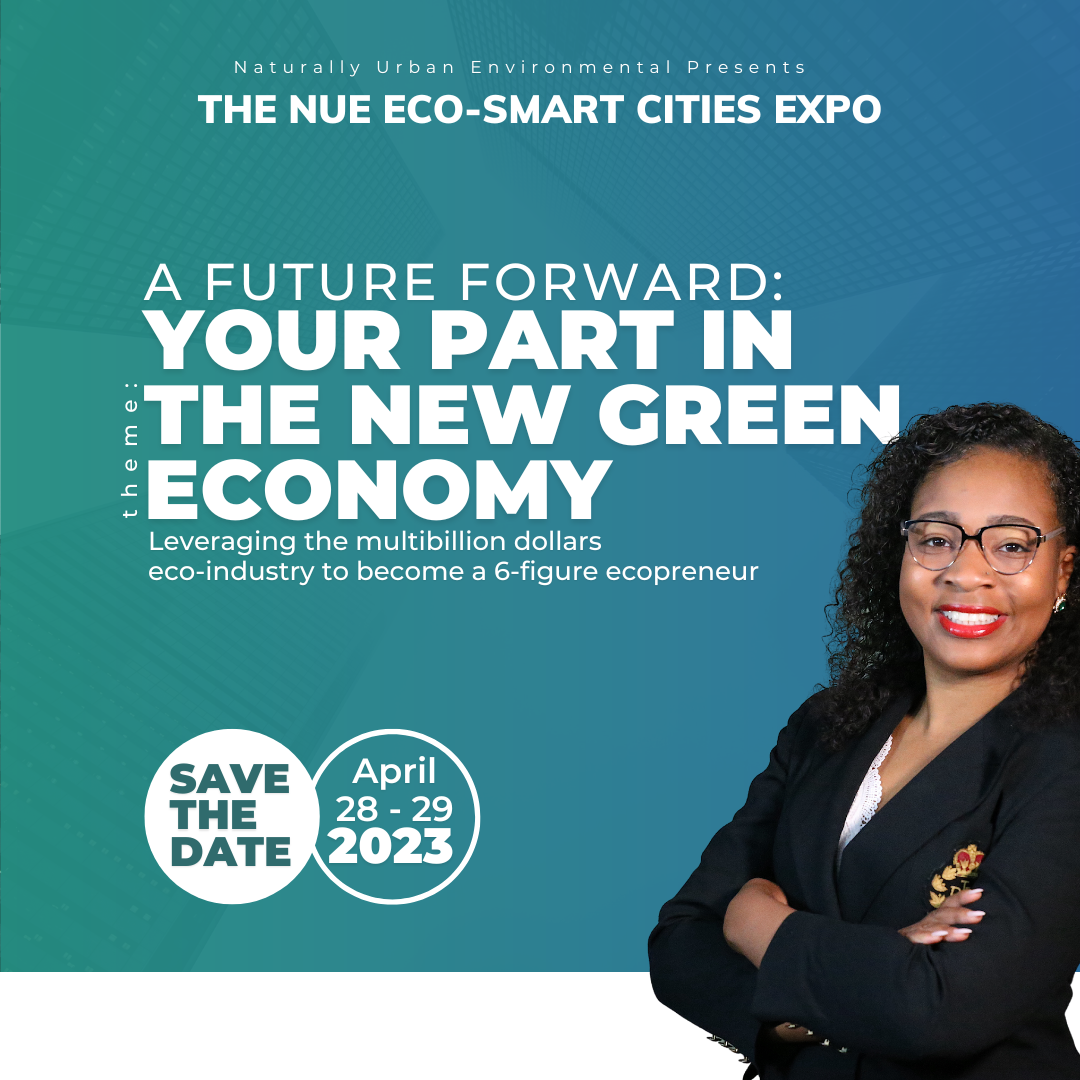 Naturally Urban Environmental Presents
THE NUE ECO-SMART CITIES EXPO
theme:
A FUTURE FORWARD:
YOUR PART IN
THE NEW GREEN
ECONOMY
Leveraging the multibillion dollars
eco-industry to become a 6-figure ecopreneur
SAVE
THE
DATE
April
28 - 29
2023